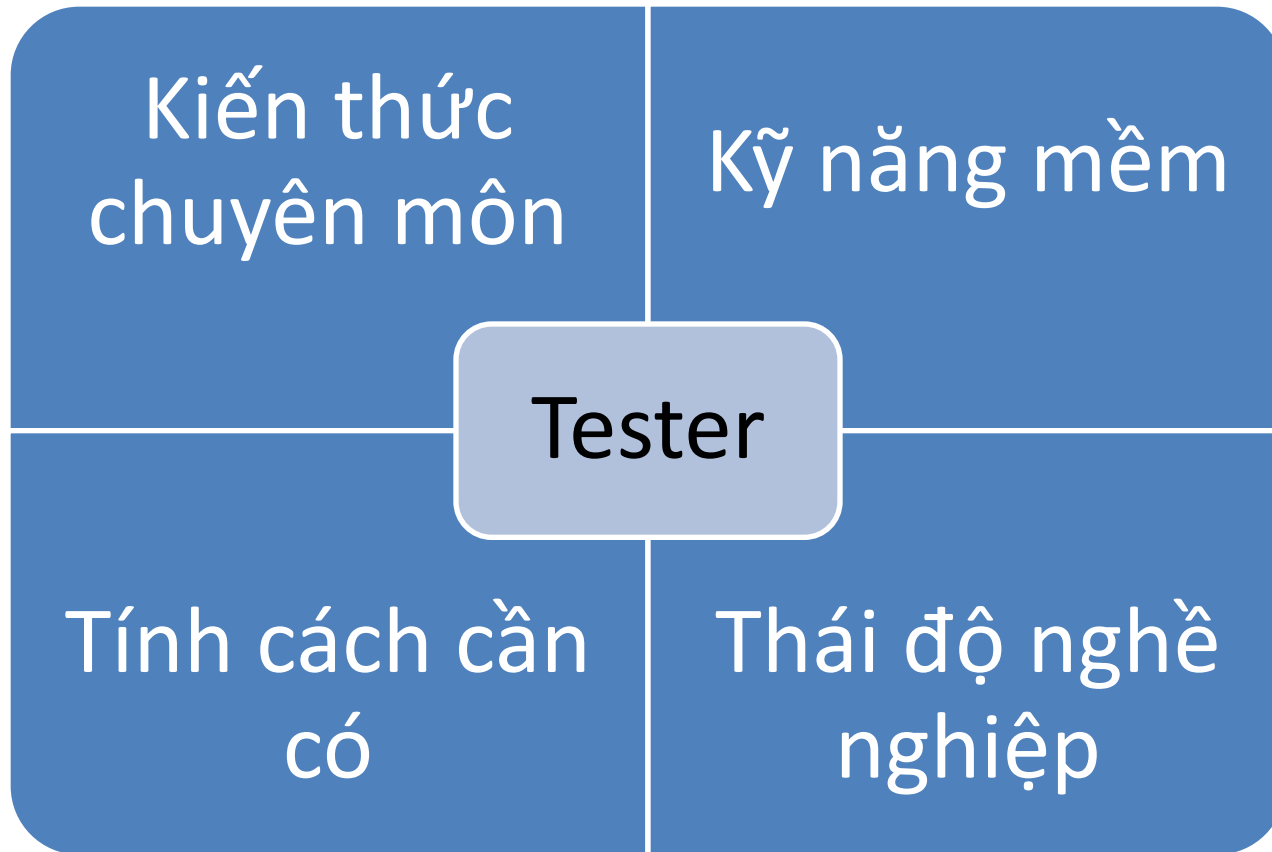 Kiến thức
chuyên môn
Kỹ năng mềm
Tester
Tính cách cần
có
Thái độ nghề
nghiệp